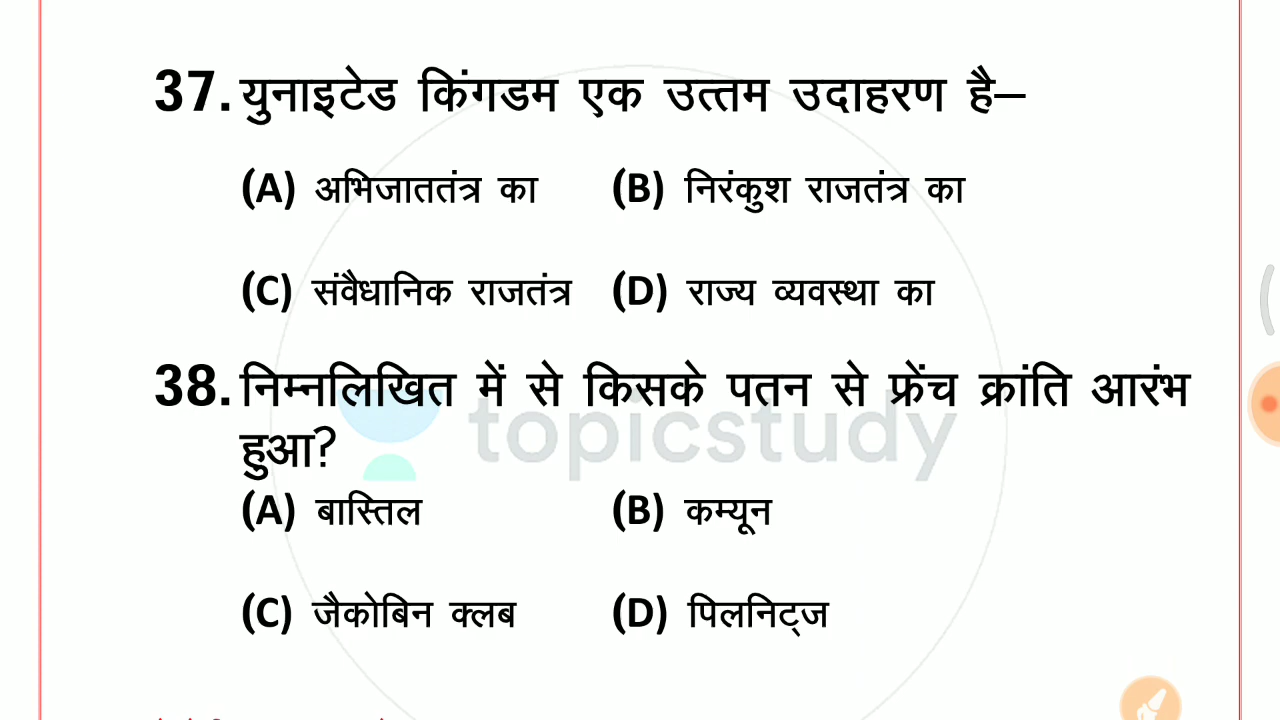 37. युनाइटेड किंगडम एक उत्तम उदाहरण है–
(A) अभिजाततंत्र का (B) निरंकुश राजतंत्र का
(C) संवैधानिक राजतंत्र (D) राज्य व्यवस्था का
38. निम्नलिखित में से किसके पतन से फ्रेंच क्रांति आरंभ
हुआ?
topicstudy
(A) बास्तिल (B) कम्यून
(C) जैकोबिन क्लब (D) पिलनिट्ज